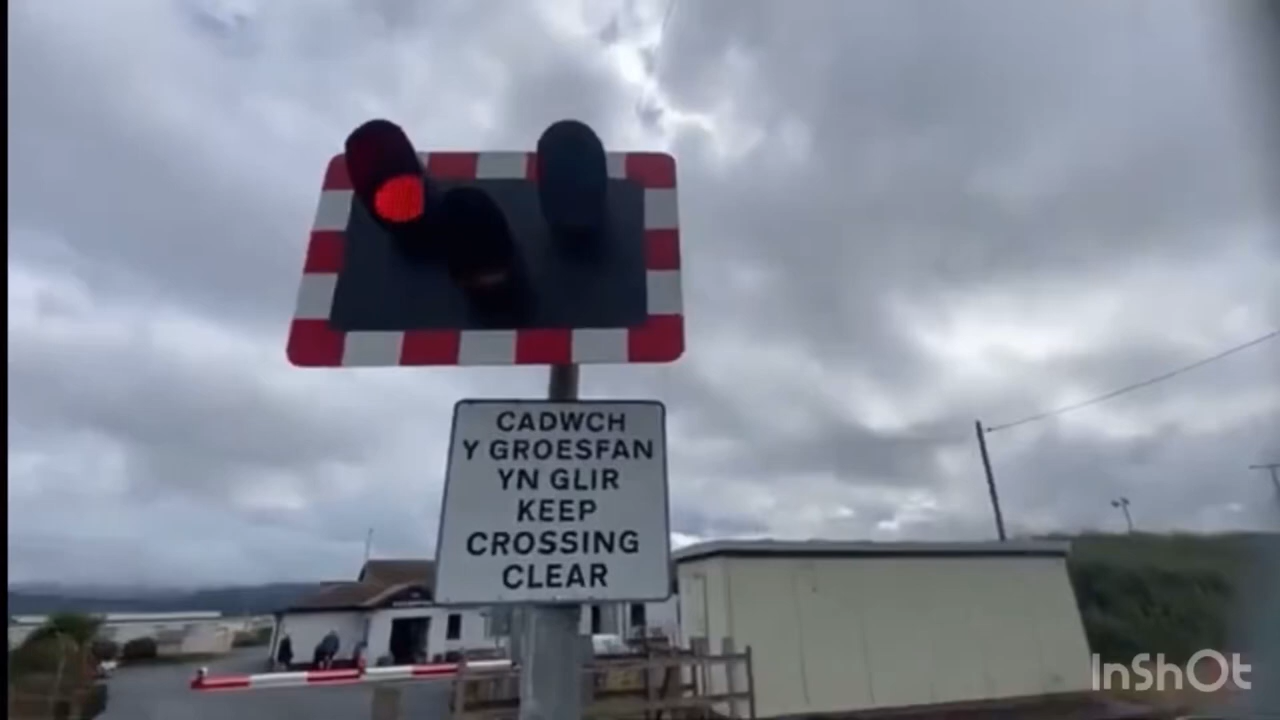 CADWCH
Y GROESFAN
YN GLIR
KEEP
CROSSING
CLEAR
InShOt